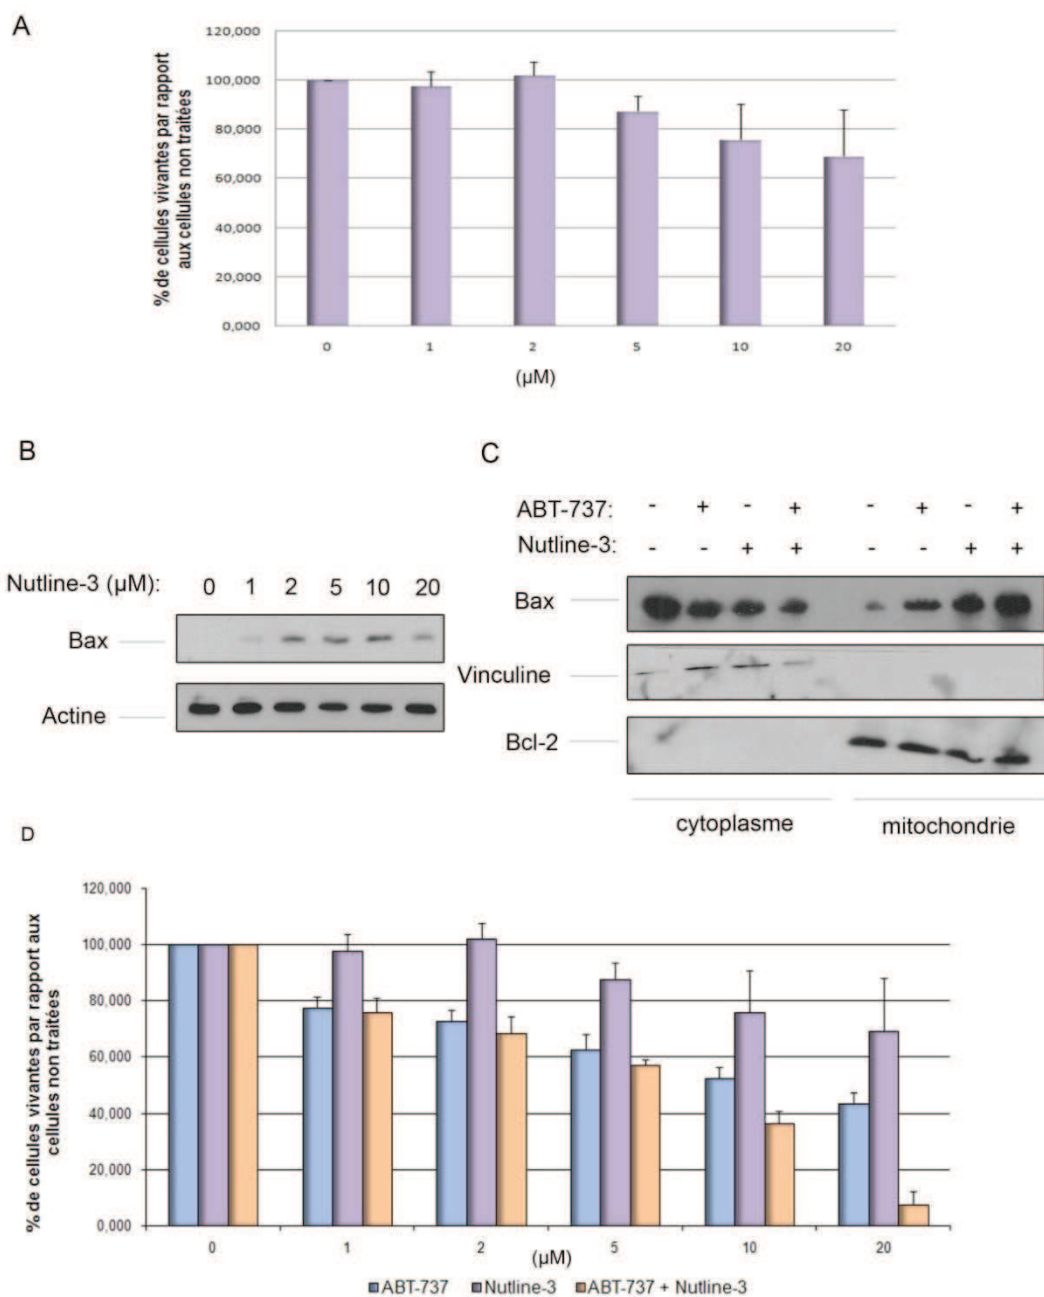 A
% de cellules vivantes par rapport
aux cellules non traitées
120,000
100,000
80,000
60,000
40,000
20,000
0,000
0 1 2 5 10 20
(µM)
B
Nutline-3 (µM): 0 1 2 5 10 20
Bax
Actine
C
ABT-737: - + - + - + - +
Nutline-3: - - + + - - + +
Bax
Vinculine
Bcl-2
cytoplasme mitochondrie
D
% de cellules vivantes par rapport aux
cellules non traitées
120,000
100,000
80,000
60,000
40,000
20,000
0,000
0 1 2 5 10 20
(µM)
ABT-737 Nutline-3 ABT-737 + Nutline-3